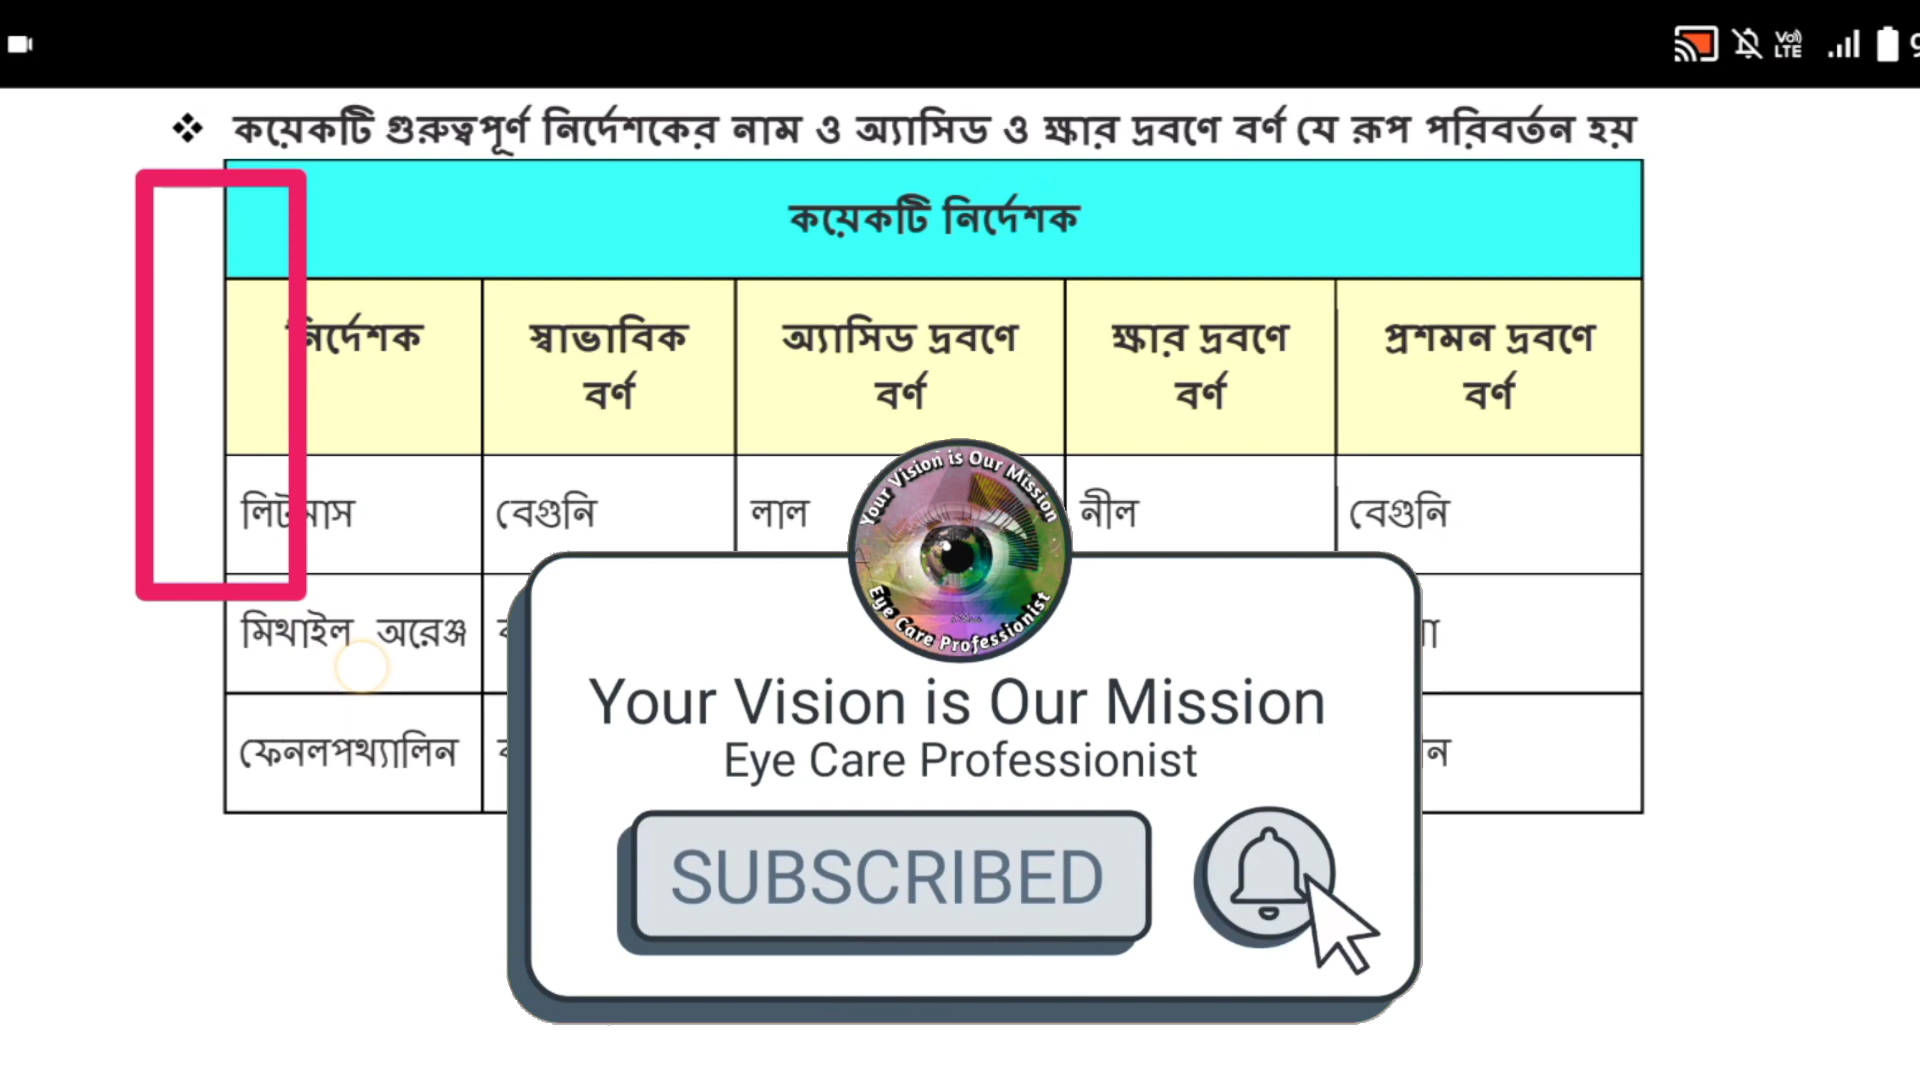 ❖ কয়েকটি গুরুত্বপূর্ণ নির্দেশকের নাম ও অ্যাসিড ও ক্ষার দ্রবণে বর্ণ যে রূপ পরিবর্তন হয়
কয়েকটি নির্দেশক
নির্দেশক স্বাভাবিক বর্ণ অ্যাসিড দ্রবণে বর্ণ ক্ষার দ্রবণে বর্ণ প্রশমন দ্রবণে বর্ণ
লিটমাস বেগুনি লাল নীল বেগুনি
মিথাইল অরেঞ্জ
ফেনলপথ্যালিন
Your Vision is Our Mission
Eye Care Professionist
Your Vision is Our Mission
Eye Care Professionist
SUBSCRIBED
VoLTE